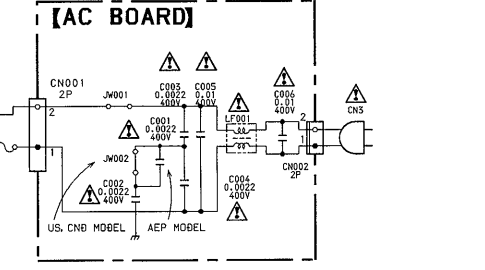 【AC BOARD】
CN001
2P
2
1
JW001
C003
0.0022
400V
C005
0.01
400V
C006
0.01
400V
CN3
LF001
C001
0.0022
400V
JW002
C002
0.0022
400V
C004
0.0022
400V
2
1
CN002
2P
US, CND MODEL
AEP MODEL